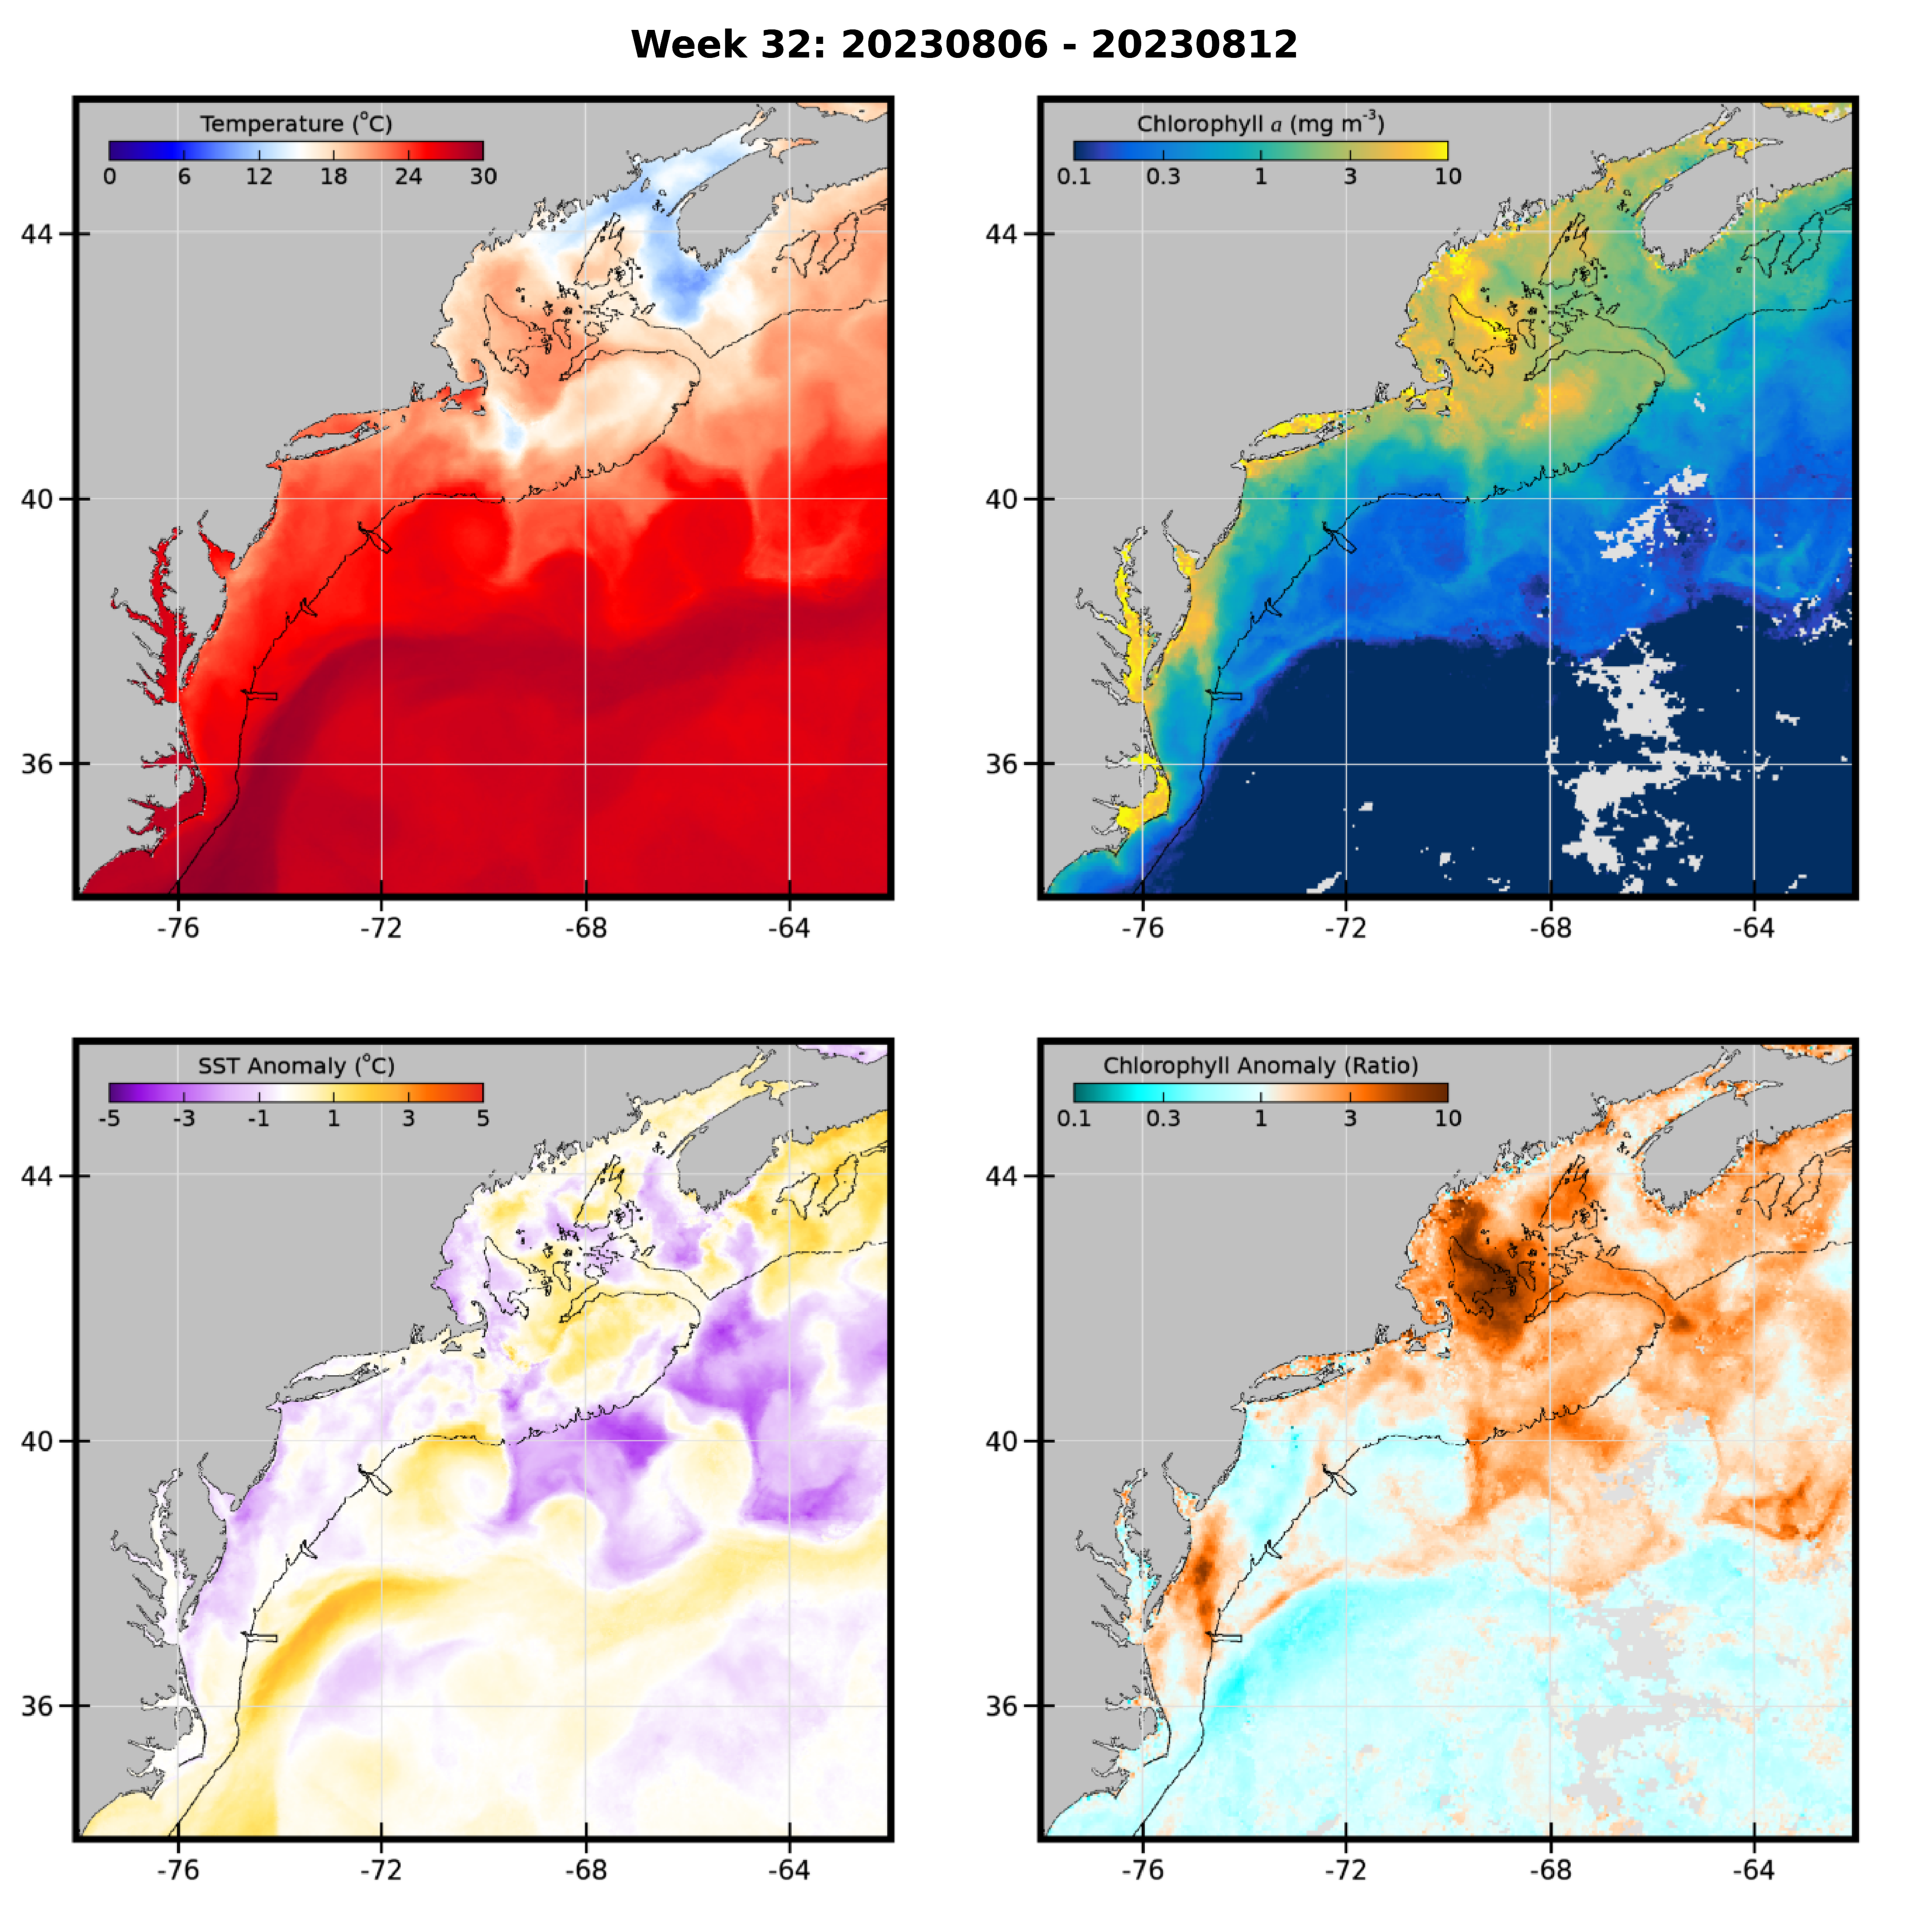 Week 32: 20230806 - 20230812
Temperature (°C)
0 6 12 18 24 30
44
40
36
-76 -72 -68 -64
Chlorophyll a (mg m⁻³)
0.1 0.3 1 3 10
44
40
36
-76 -72 -68 -64
SST Anomaly (°C)
-5 -3 -1 1 3 5
44
40
36
-76 -72 -68 -64
Chlorophyll Anomaly (Ratio)
0.1 0.3 1 3 10
44
40
36
-76 -72 -68 -64